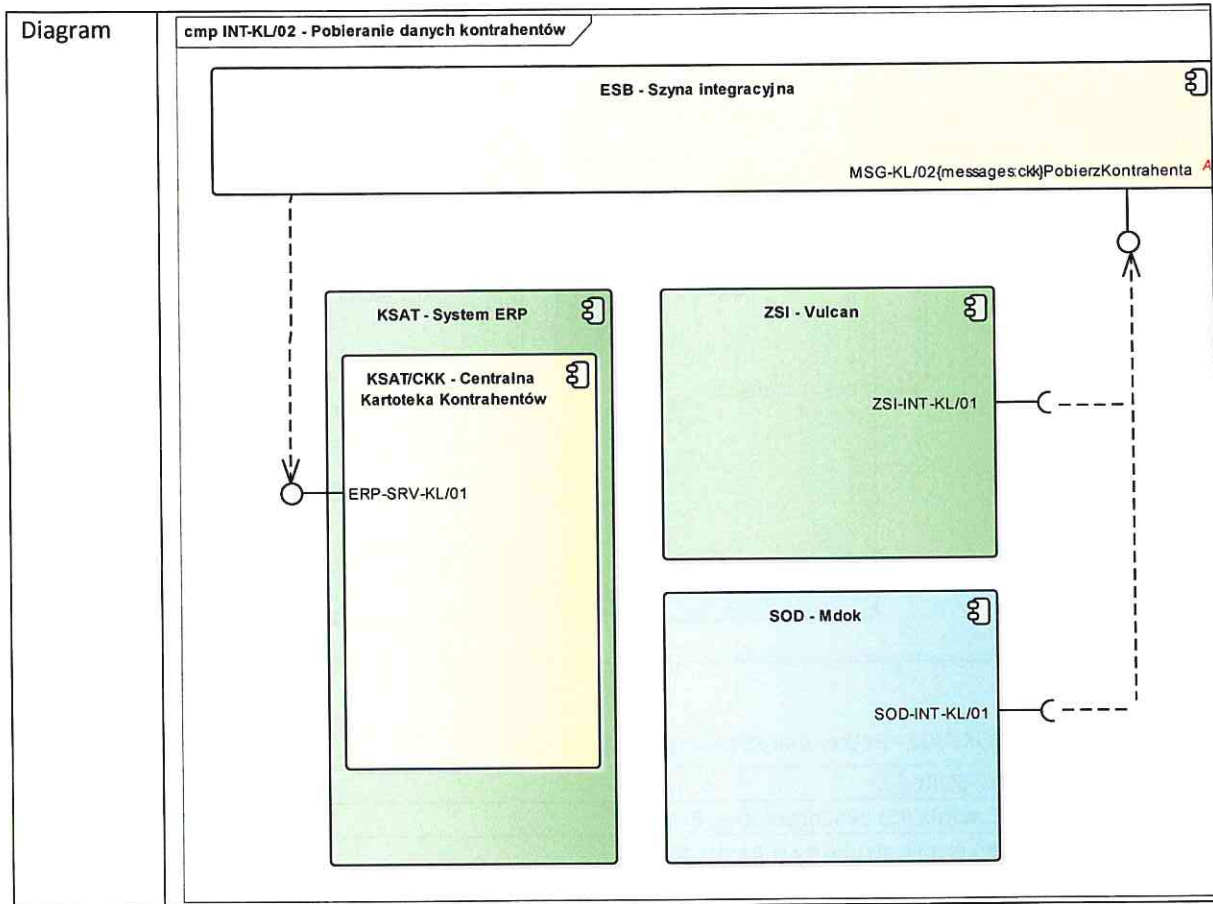 Diagram
cmp INT-KL/02 - Pobieranie danych kontrahentów
ESB - Szyna integracyjna
MSG-KL/02{messages:ckk}PobierzKontrahenta A
KSAT - System ERP
ZSI - Vulcan
KSAT/CKK - Centralna
Kartoteka Kontrahentów
ZSI-INT-KL/01
ERP-SRV-KL/01
SOD - Mdok
SOD-INT-KL/01